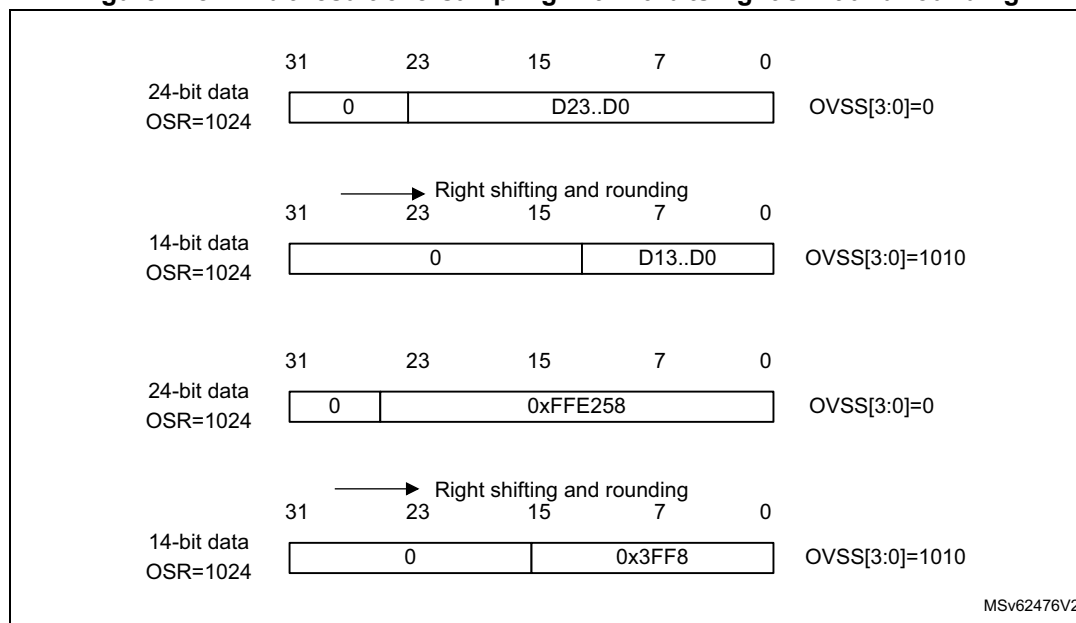 31 23 15 7 0
24-bit data
OSR=1024
0 D23..D0 OVSS[3:0]=0
Right shifting and rounding
31 23 15 7 0
14-bit data
OSR=1024
0 D13..D0 OVSS[3:0]=1010
31 23 15 7 0
24-bit data
OSR=1024
0 0xFFE258 OVSS[3:0]=0
Right shifting and rounding
31 23 15 7 0
14-bit data
OSR=1024
0 0x3FF8 OVSS[3:0]=1010
MSv62476V2